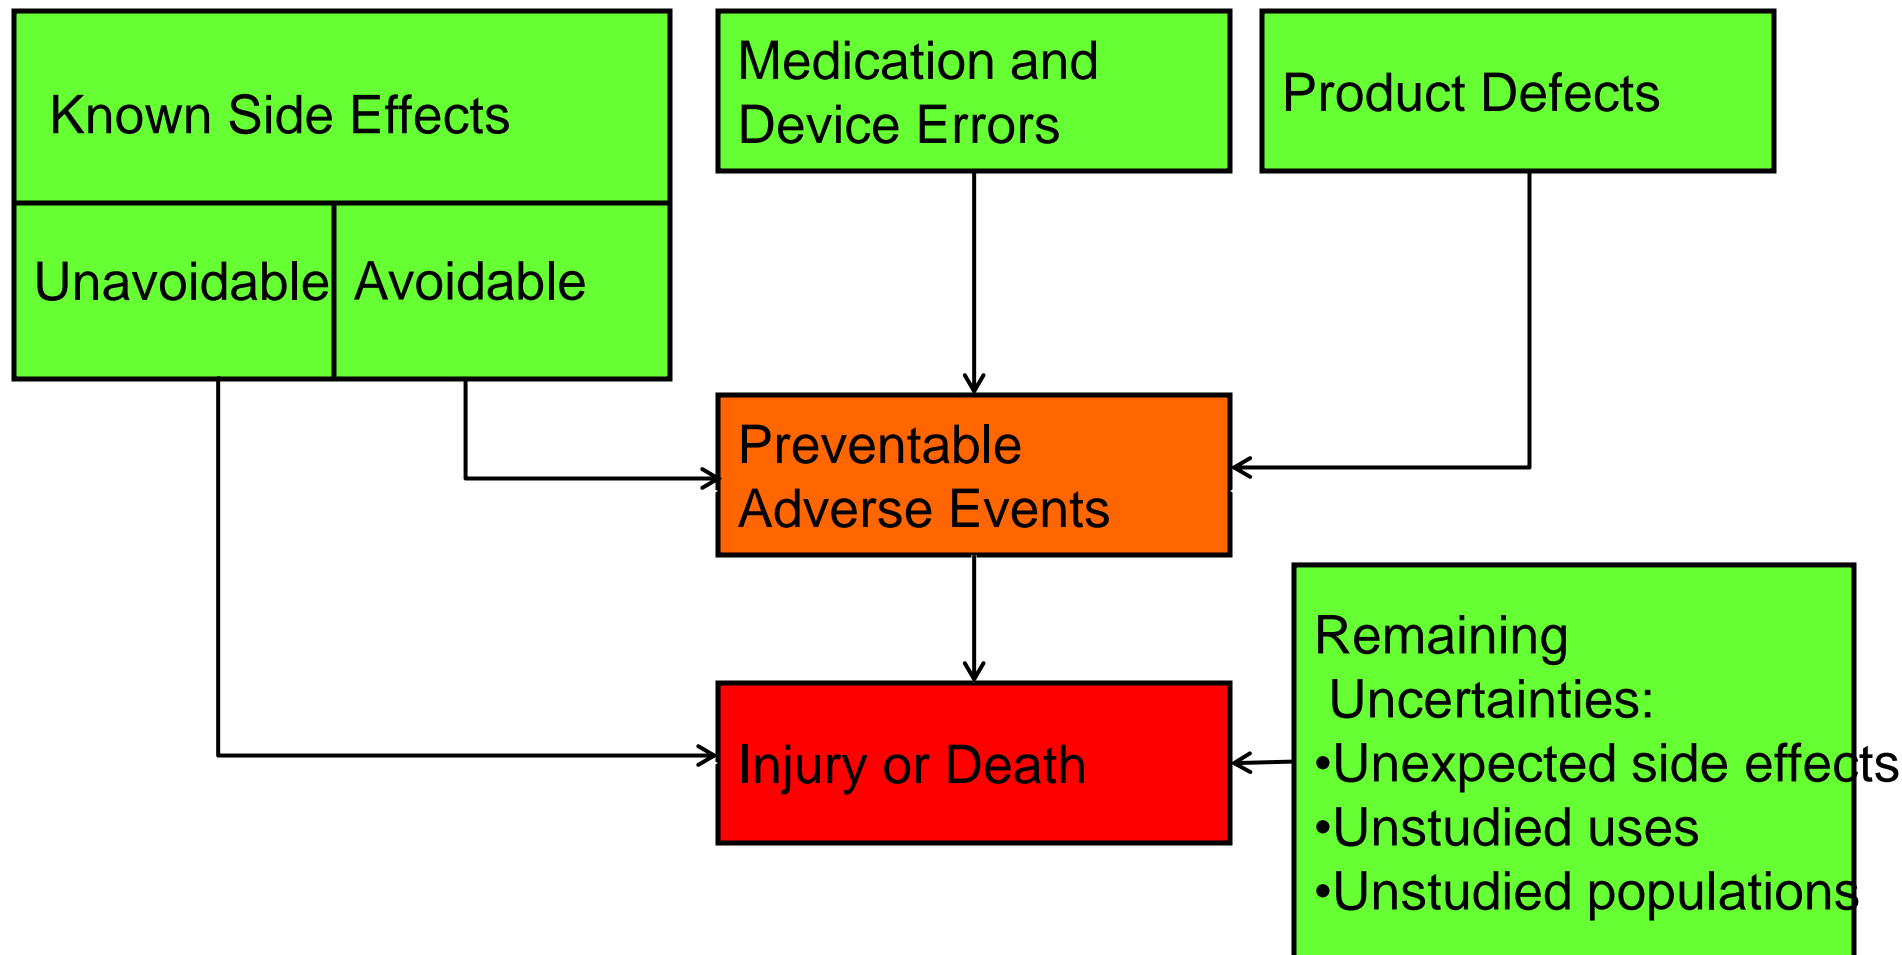 Known Side Effects
Unavoidable
Avoidable
Medication and
Device Errors
Product Defects
Preventable
Adverse Events
Injury or Death
Remaining
Uncertainties:
•Unexpected side effects
•Unstudied uses
•Unstudied populations